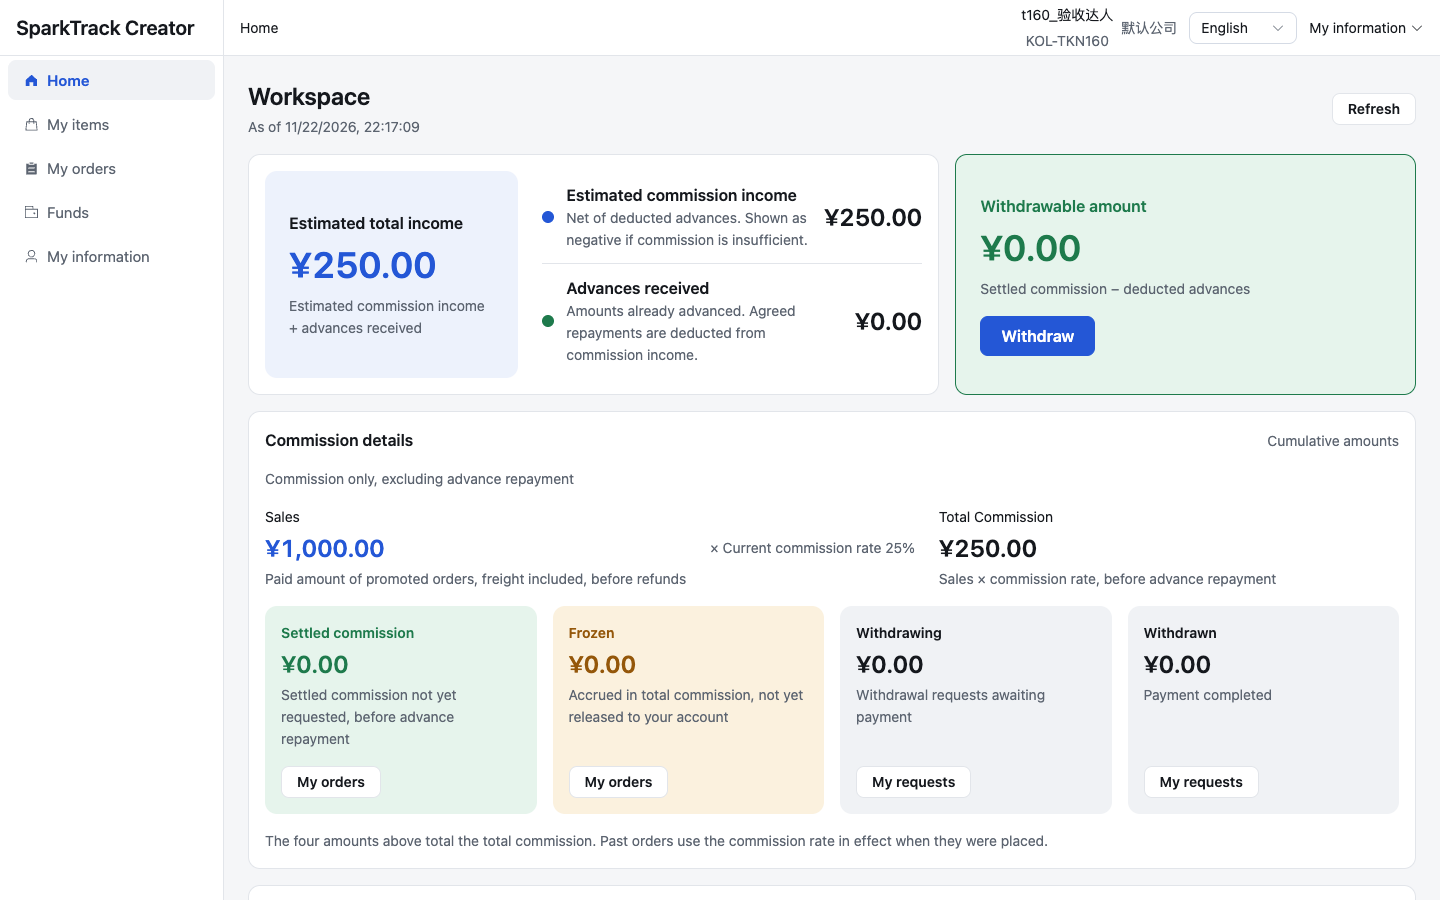 SparkTrack Creator
Home
t160_验收达人
KOL-TKN160
默认公司
English
My information
Home
My items
My orders
Funds
My information
Workspace
As of 11/22/2026, 22:17:09
Refresh
Estimated total income
¥250.00
Estimated commission income
+ advances received
Estimated commission income
Net of deducted advances. Shown as
negative if commission is insufficient.
¥250.00
Advances received
Amounts already advanced. Agreed
repayments are deducted from
commission income.
¥0.00
Withdrawable amount
¥0.00
Settled commission – deducted advances
Withdraw
Commission details
Cumulative amounts
Commission only, excluding advance repayment
Sales
¥1,000.00
× Current commission rate 25%
Paid amount of promoted orders, freight included, before refunds
Total Commission
¥250.00
Sales × commission rate, before advance repayment
Settled commission
¥0.00
Settled commission not yet
requested, before advance
repayment
My orders
Frozen
¥0.00
Accrued in total commission, not yet
released to your account
My orders
Withdrawing
¥0.00
Withdrawal requests awaiting
payment
My requests
Withdrawn
¥0.00
Payment completed
My requests
The four amounts above total the total commission. Past orders use the commission rate in effect when they were placed.